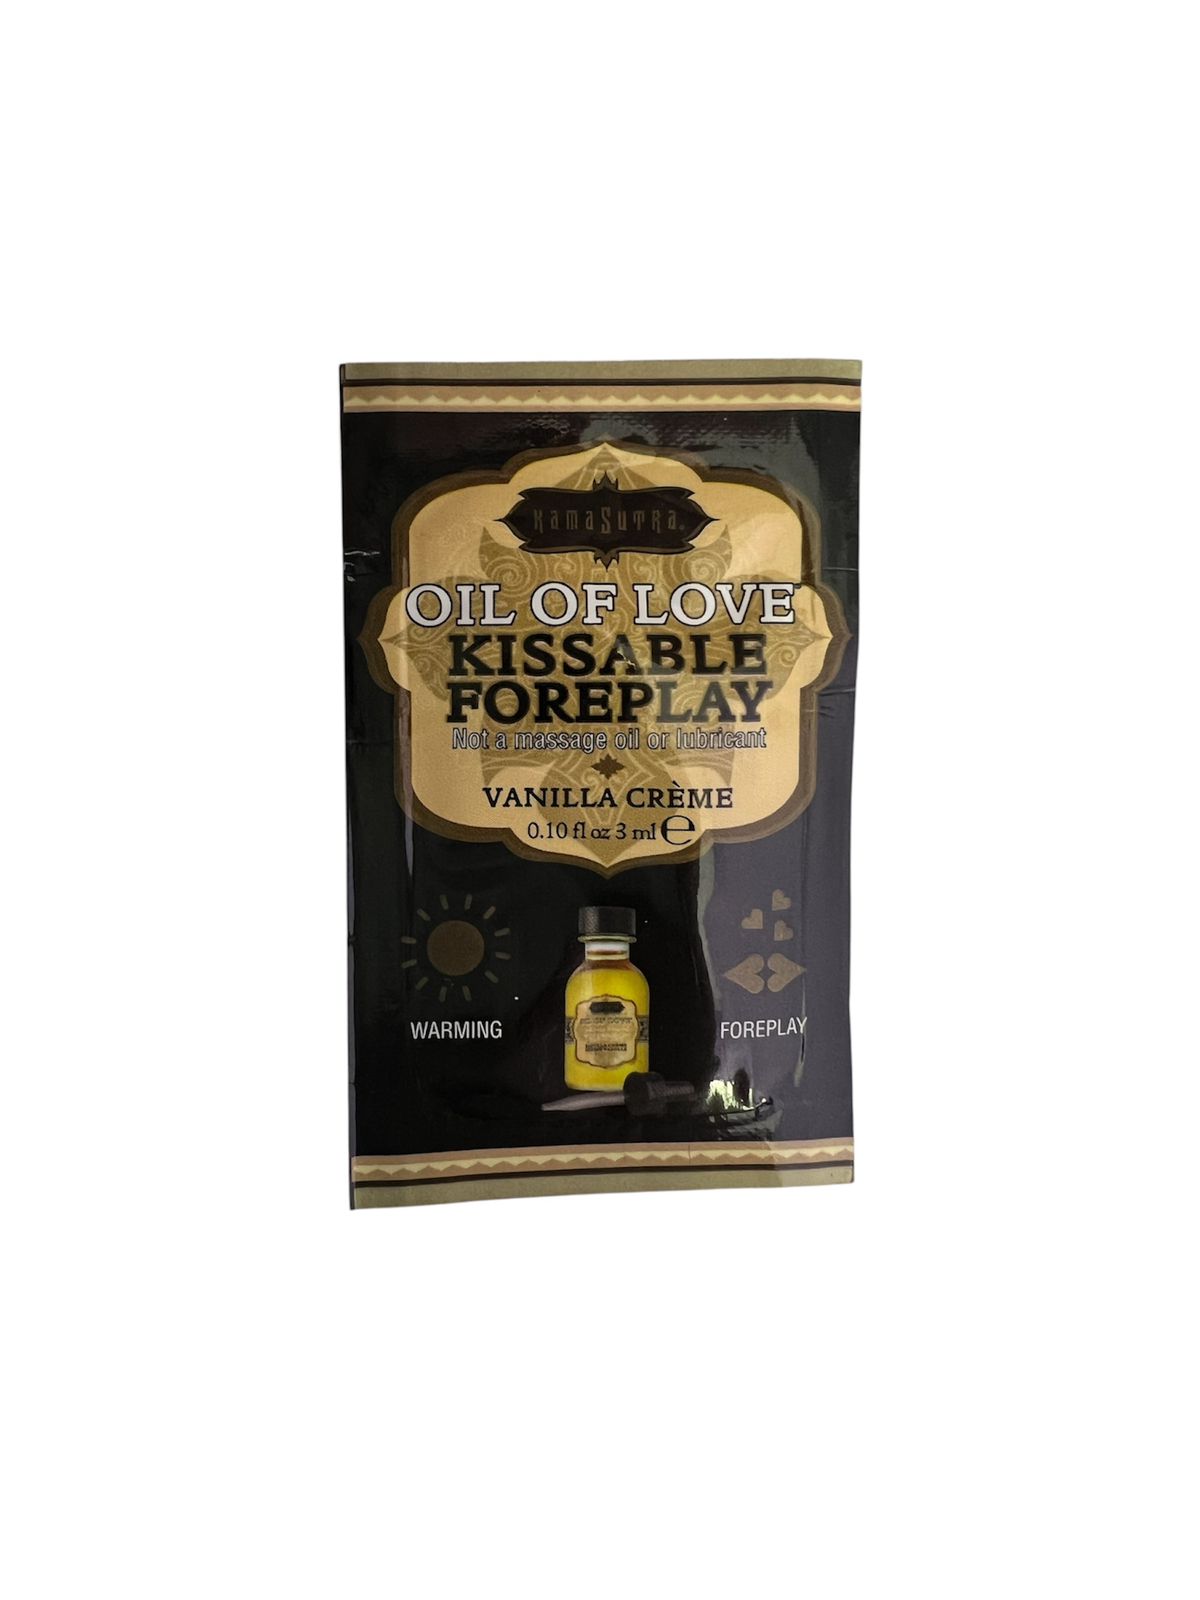 KamaSutra®
OIL OF LOVE™
KISSABLE
FOREPLAY
Not a massage oil or lubricant
VANILLA CRÈME
0.10 fl oz 3 ml ℮
WARMING
FOREPLAY